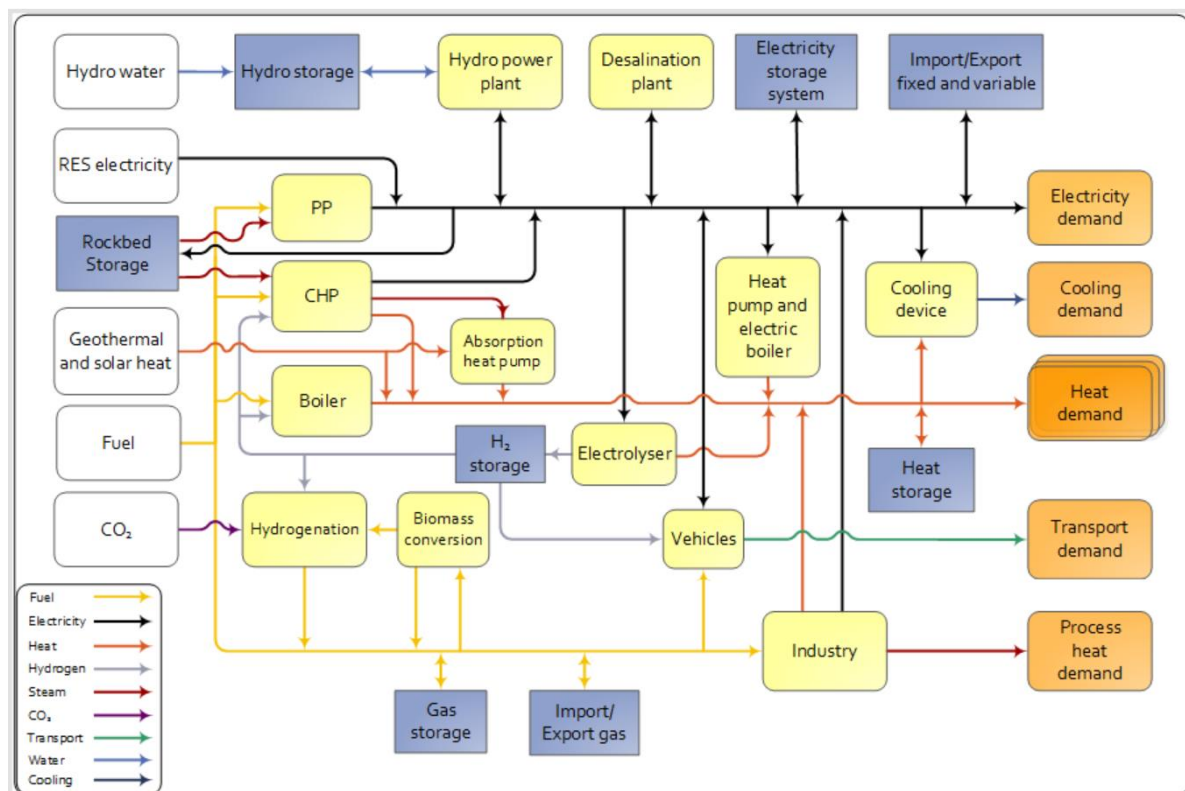 Hydro water
Hydro storage
Hydro power
plant
Desalination
plant
Electricity
storage
system
Import/Export
fixed and variable
RES electricity
PP
Electricity
demand
Rockbed
Storage
CHP
Heat
pump and
electric
boiler
Cooling
device
Cooling
demand
Geothermal
and solar heat
Absorption
heat pump
Boiler
Heat
demand
Fuel
H₂
storage
Electrolyser
Heat
storage
CO₂
Hydrogenation
Biomass
conversion
Vehicles
Transport
demand
Fuel
Electricity
Heat
Hydrogen
Steam
CO₂
Transport
Water
Cooling
Industry
Process
heat demand
Gas
storage
Import/
Export gas